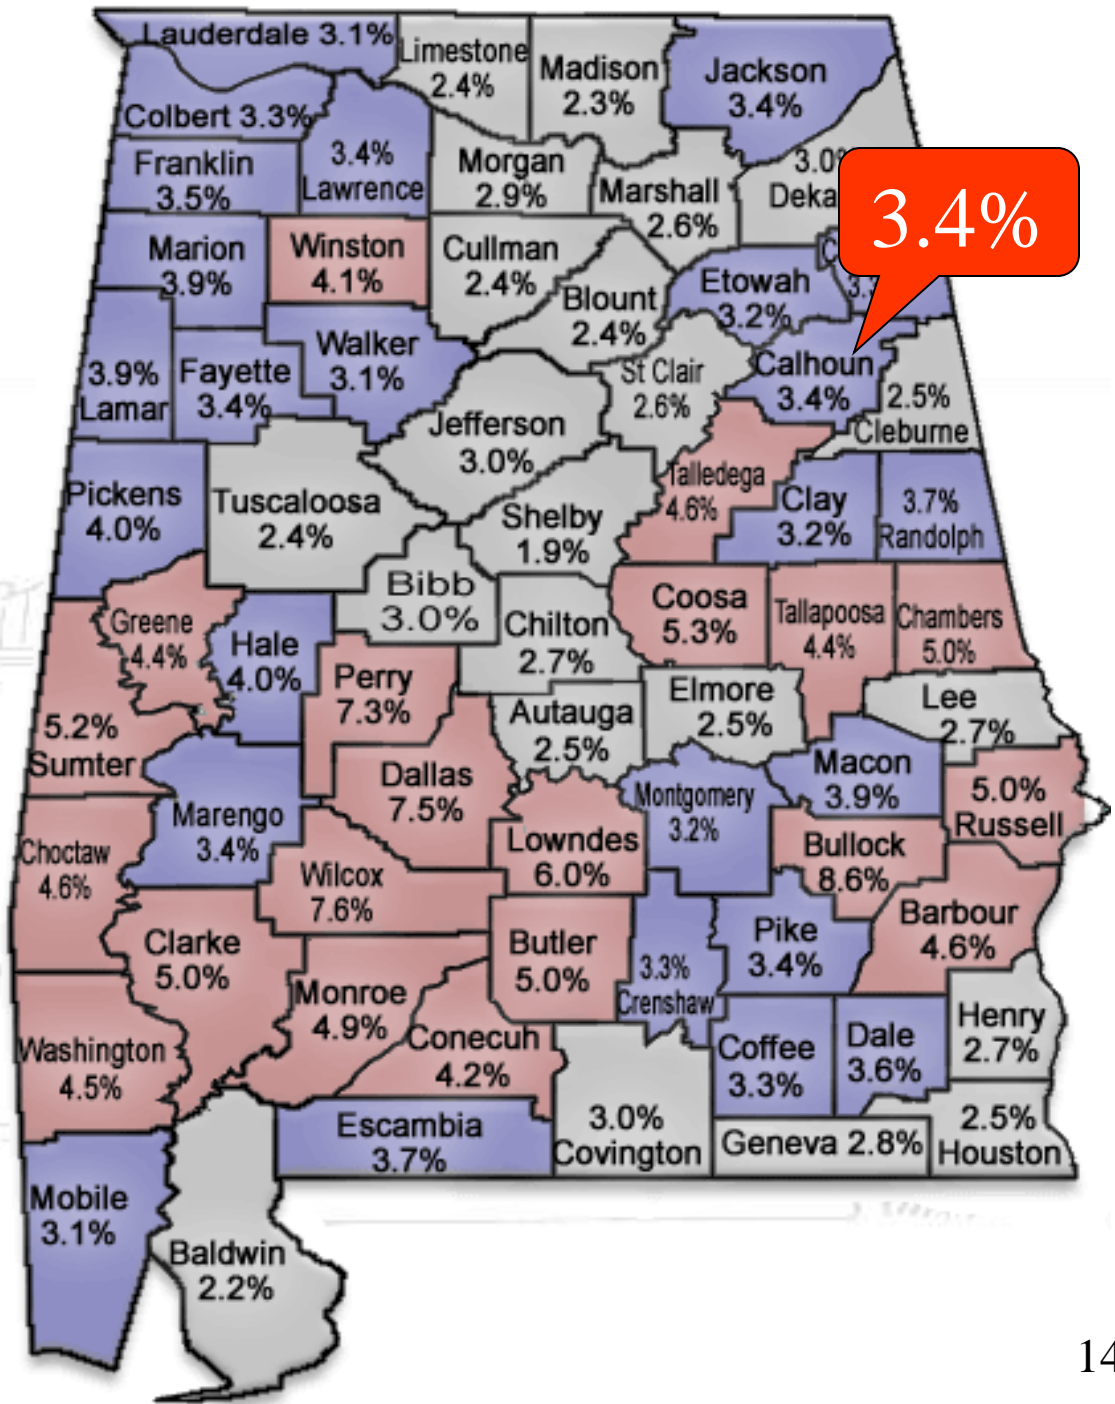 Lauderdale 3.1%
Limestone
2.4%
Madison
2.3%
Jackson
3.4%
Colbert 3.3%
3.4%
Lawrence
Franklin
3.5%
Morgan
2.9%
Marshall
2.6%
3.0%
3.4%
Marion
3.9%
Winston
4.1%
Cullman
2.4%
Blount
2.4%
Etowah
3.2%
3.9%
Lamar
Fayette
3.4%
Walker
3.1%
St Clair
2.6%
Calhoun
3.4%
2.5%
Cleburne
Jefferson
3.0%
Talledega
4.6%
Pickens
4.0%
Tuscaloosa
2.4%
Shelby
1.9%
Clay
3.2%
3.7%
Randolph
Bibb
3.0%
Greene
4.4%
Hale
4.0%
Chilton
2.7%
Coosa
5.3%
Tallapoosa
4.4%
Chambers
5.0%
Perry
7.3%
Autauga
2.5%
Elmore
2.5%
Lee
2.7%
5.2%
Sumter
Dallas
7.5%
Macon
3.9%
5.0%
Russell
Marengo
3.4%
Montgomery
3.2%
Lowndes
6.0%
Bullock
8.6%
Choctaw
4.6%
Wilcox
7.6%
Barbour
4.6%
Clarke
5.0%
Butler
5.0%
3.3%
Crenshaw
Pike
3.4%
Monroe
4.9%
Conecuh
4.2%
Henry
2.7%
Washington
4.5%
Coffee
3.3%
Dale
3.6%
3.0%
Covington
Escambia
3.7%
Geneva 2.8%
2.5%
Houston
Mobile
3.1%
Baldwin
2.2%
14